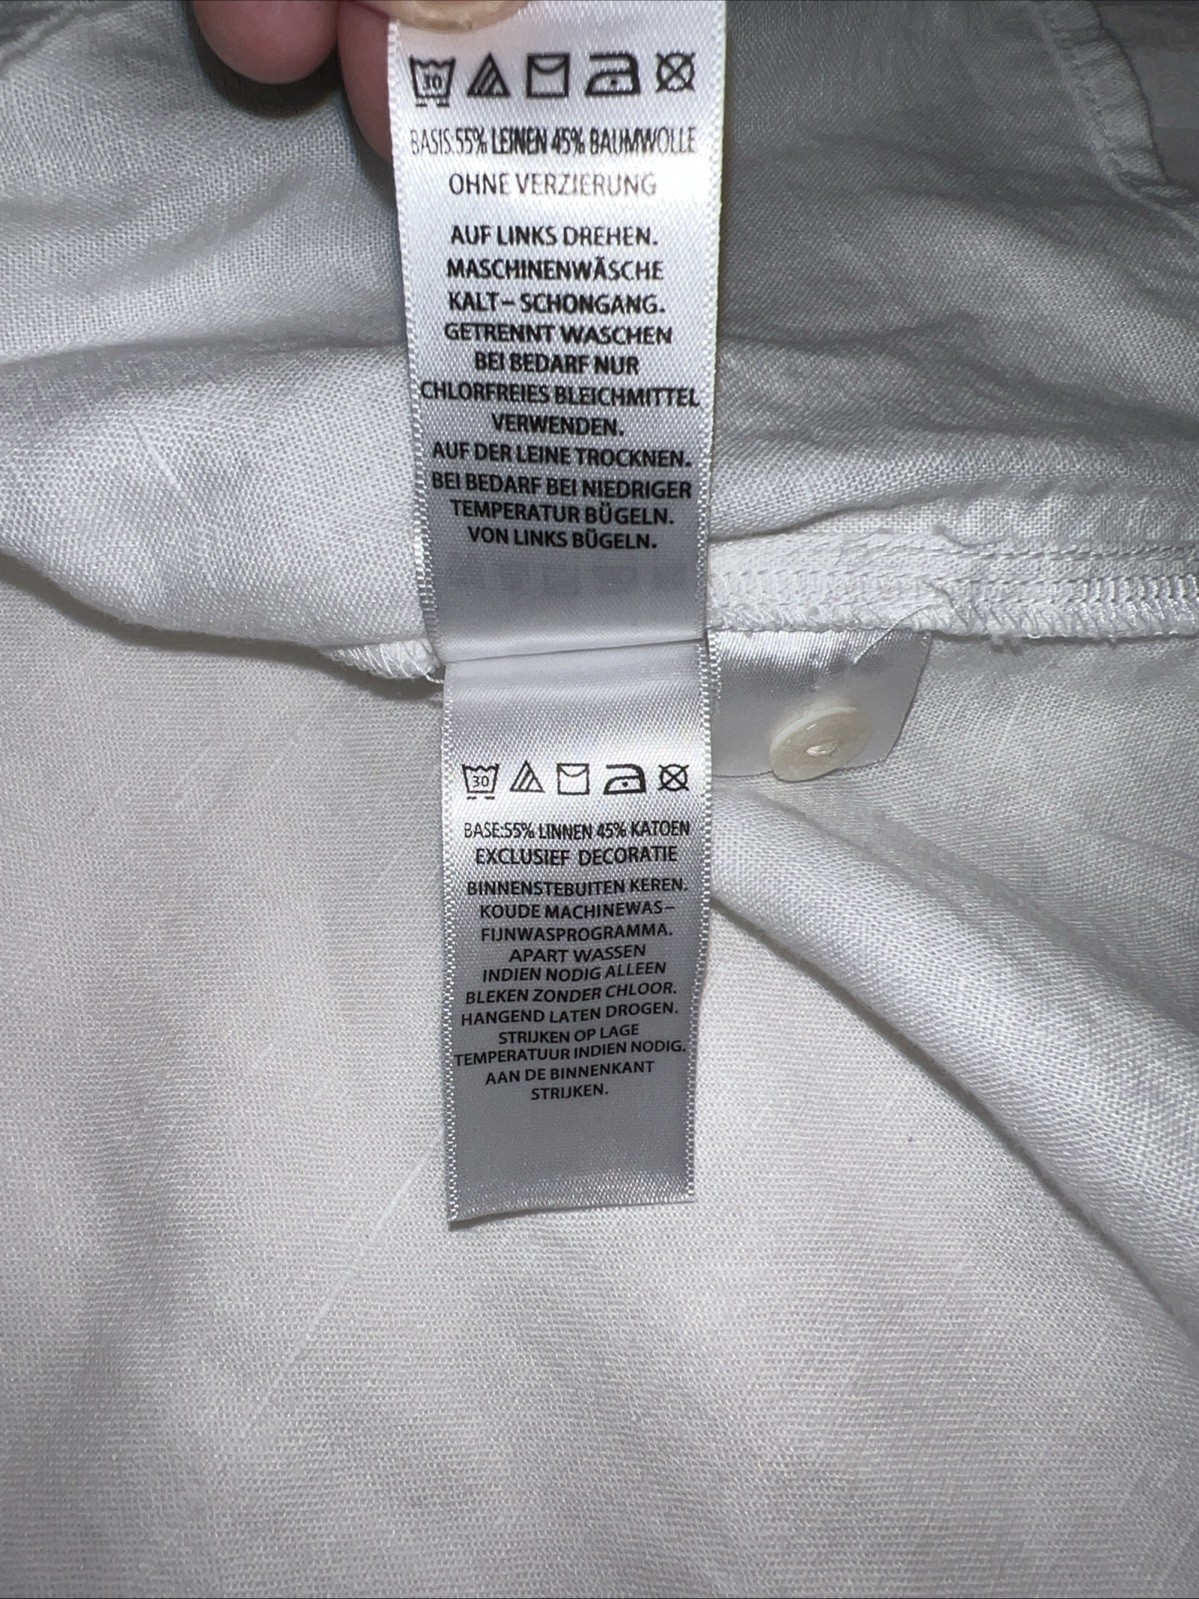 30
BASIS:55% LEINEN 45% BAUMWOLLE
OHNE VERZIERUNG
AUF LINKS DREHEN.
MASCHINENWÄSCHE
KALT– SCHONGANG.
GETRENNT WASCHEN
BEI BEDARF NUR
CHLORFREIES BLEICHMITTEL
VERWENDEN.
AUF DER LEINE TROCKNEN.
BEI BEDARF BEI NIEDRIGER
TEMPERATUR BÜGELN.
VON LINKS BÜGELN.
30
BASE:55% LINNEN 45% KATOEN
EXCLUSIEF DECORATIE
BINNENSTEBUITEN KEREN.
KOUDE MACHINEWAS–
FIJNWASPROGRAMMA.
APART WASSEN
INDIEN NODIG ALLEEN
BLEKEN ZONDER CHLOOR.
HANGEND LATEN DROGEN.
STRIJKEN OP LAGE
TEMPERATUUR INDIEN NODIG.
AAN DE BINNENKANT
STRIJKEN.